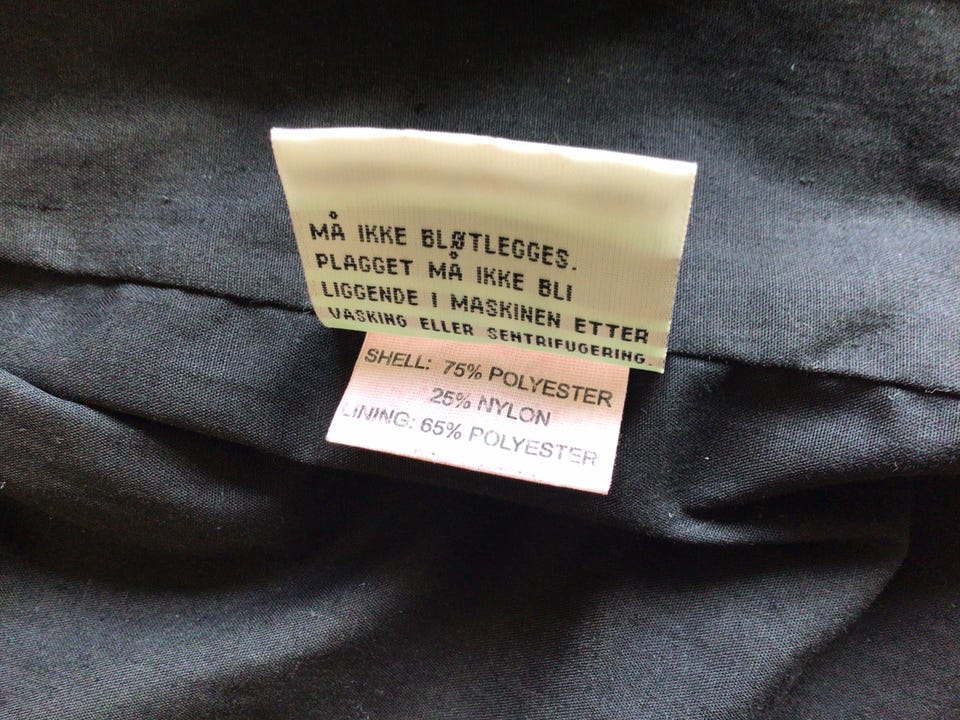 MÅ IKKE BLØTLEGGES.
PLAGGET MÅ IKKE BLI
LIGGENDE I MASKINEN ETTER
VASKING ELLER SENTRIFUGERING.
SHELL: 75% POLYESTER
25% NYLON
LINING: 65% POLYESTER